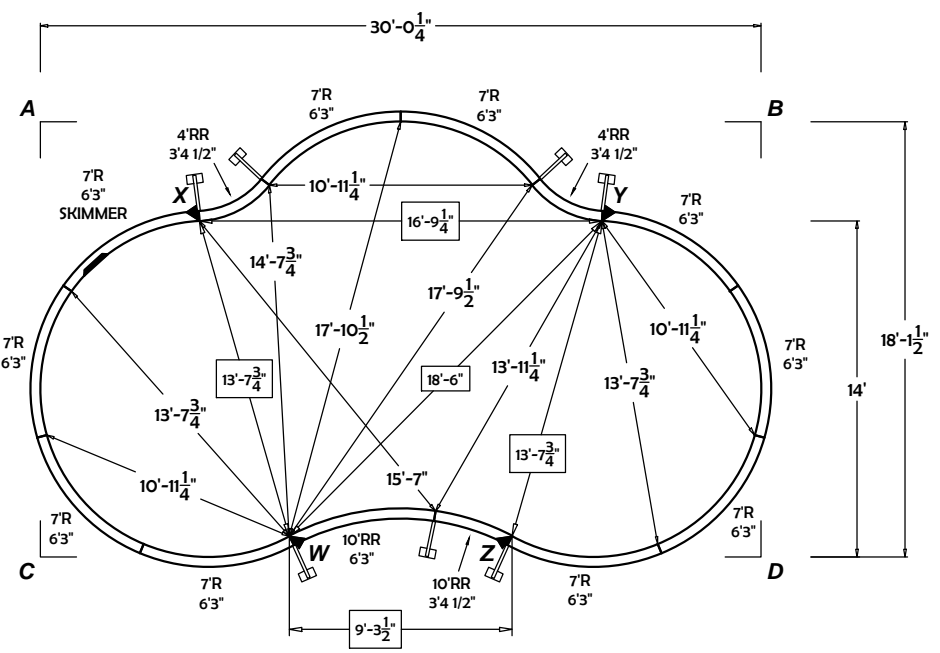 30'-0 1/4"
A
B
7'R
6'3"
7'R
6'3"
4'RR
3'4 1/2"
4'RR
3'4 1/2"
7'R
6'3"
SKIMMER
X
Y
7'R
6'3"
10'-11 1/4"
16'-9 1/4"
14'-7 3/4"
17'-9 1/2"
17'-10 1/2"
10'-11 1/4"
18'-1 1/2"
7'R
6'3"
7'R
6'3"
13'-7 3/4"
18'-6"
13'-11 1/4"
13'-7 3/4"
14'
13'-7 3/4"
13'-7 3/4"
10'-11 1/4"
15'-7"
7'R
6'3"
7'R
6'3"
W
10'RR
6'3"
Z
C
D
7'R
6'3"
10'RR
3'4 1/2"
7'R
6'3"
9'-3 1/2"